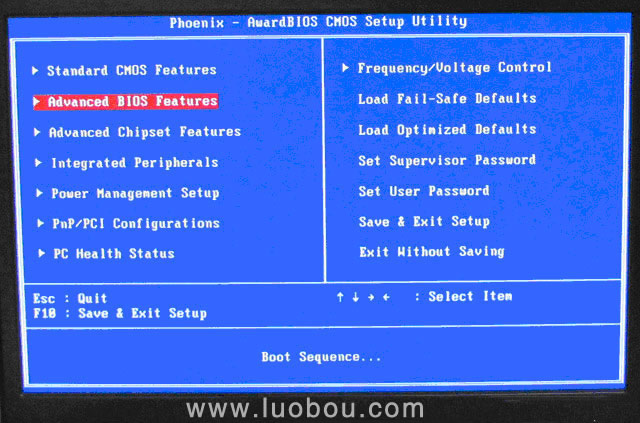 Phoenix - AwardBIOS CMOS Setup Utility
Standard CMOS Features
Advanced BIOS Features
Advanced Chipset Features
Integrated Peripherals
Power Management Setup
PnP/PCI Configurations
PC Health Status
Frequency/Voltage Control
Load Fail-Safe Defaults
Load Optimized Defaults
Set Supervisor Password
Set User Password
Save & Exit Setup
Exit Without Saving
Esc : Quit
F10 : Save & Exit Setup
↑ ↓ → ← : Select Item
Boot Sequence...
www.luobou.com